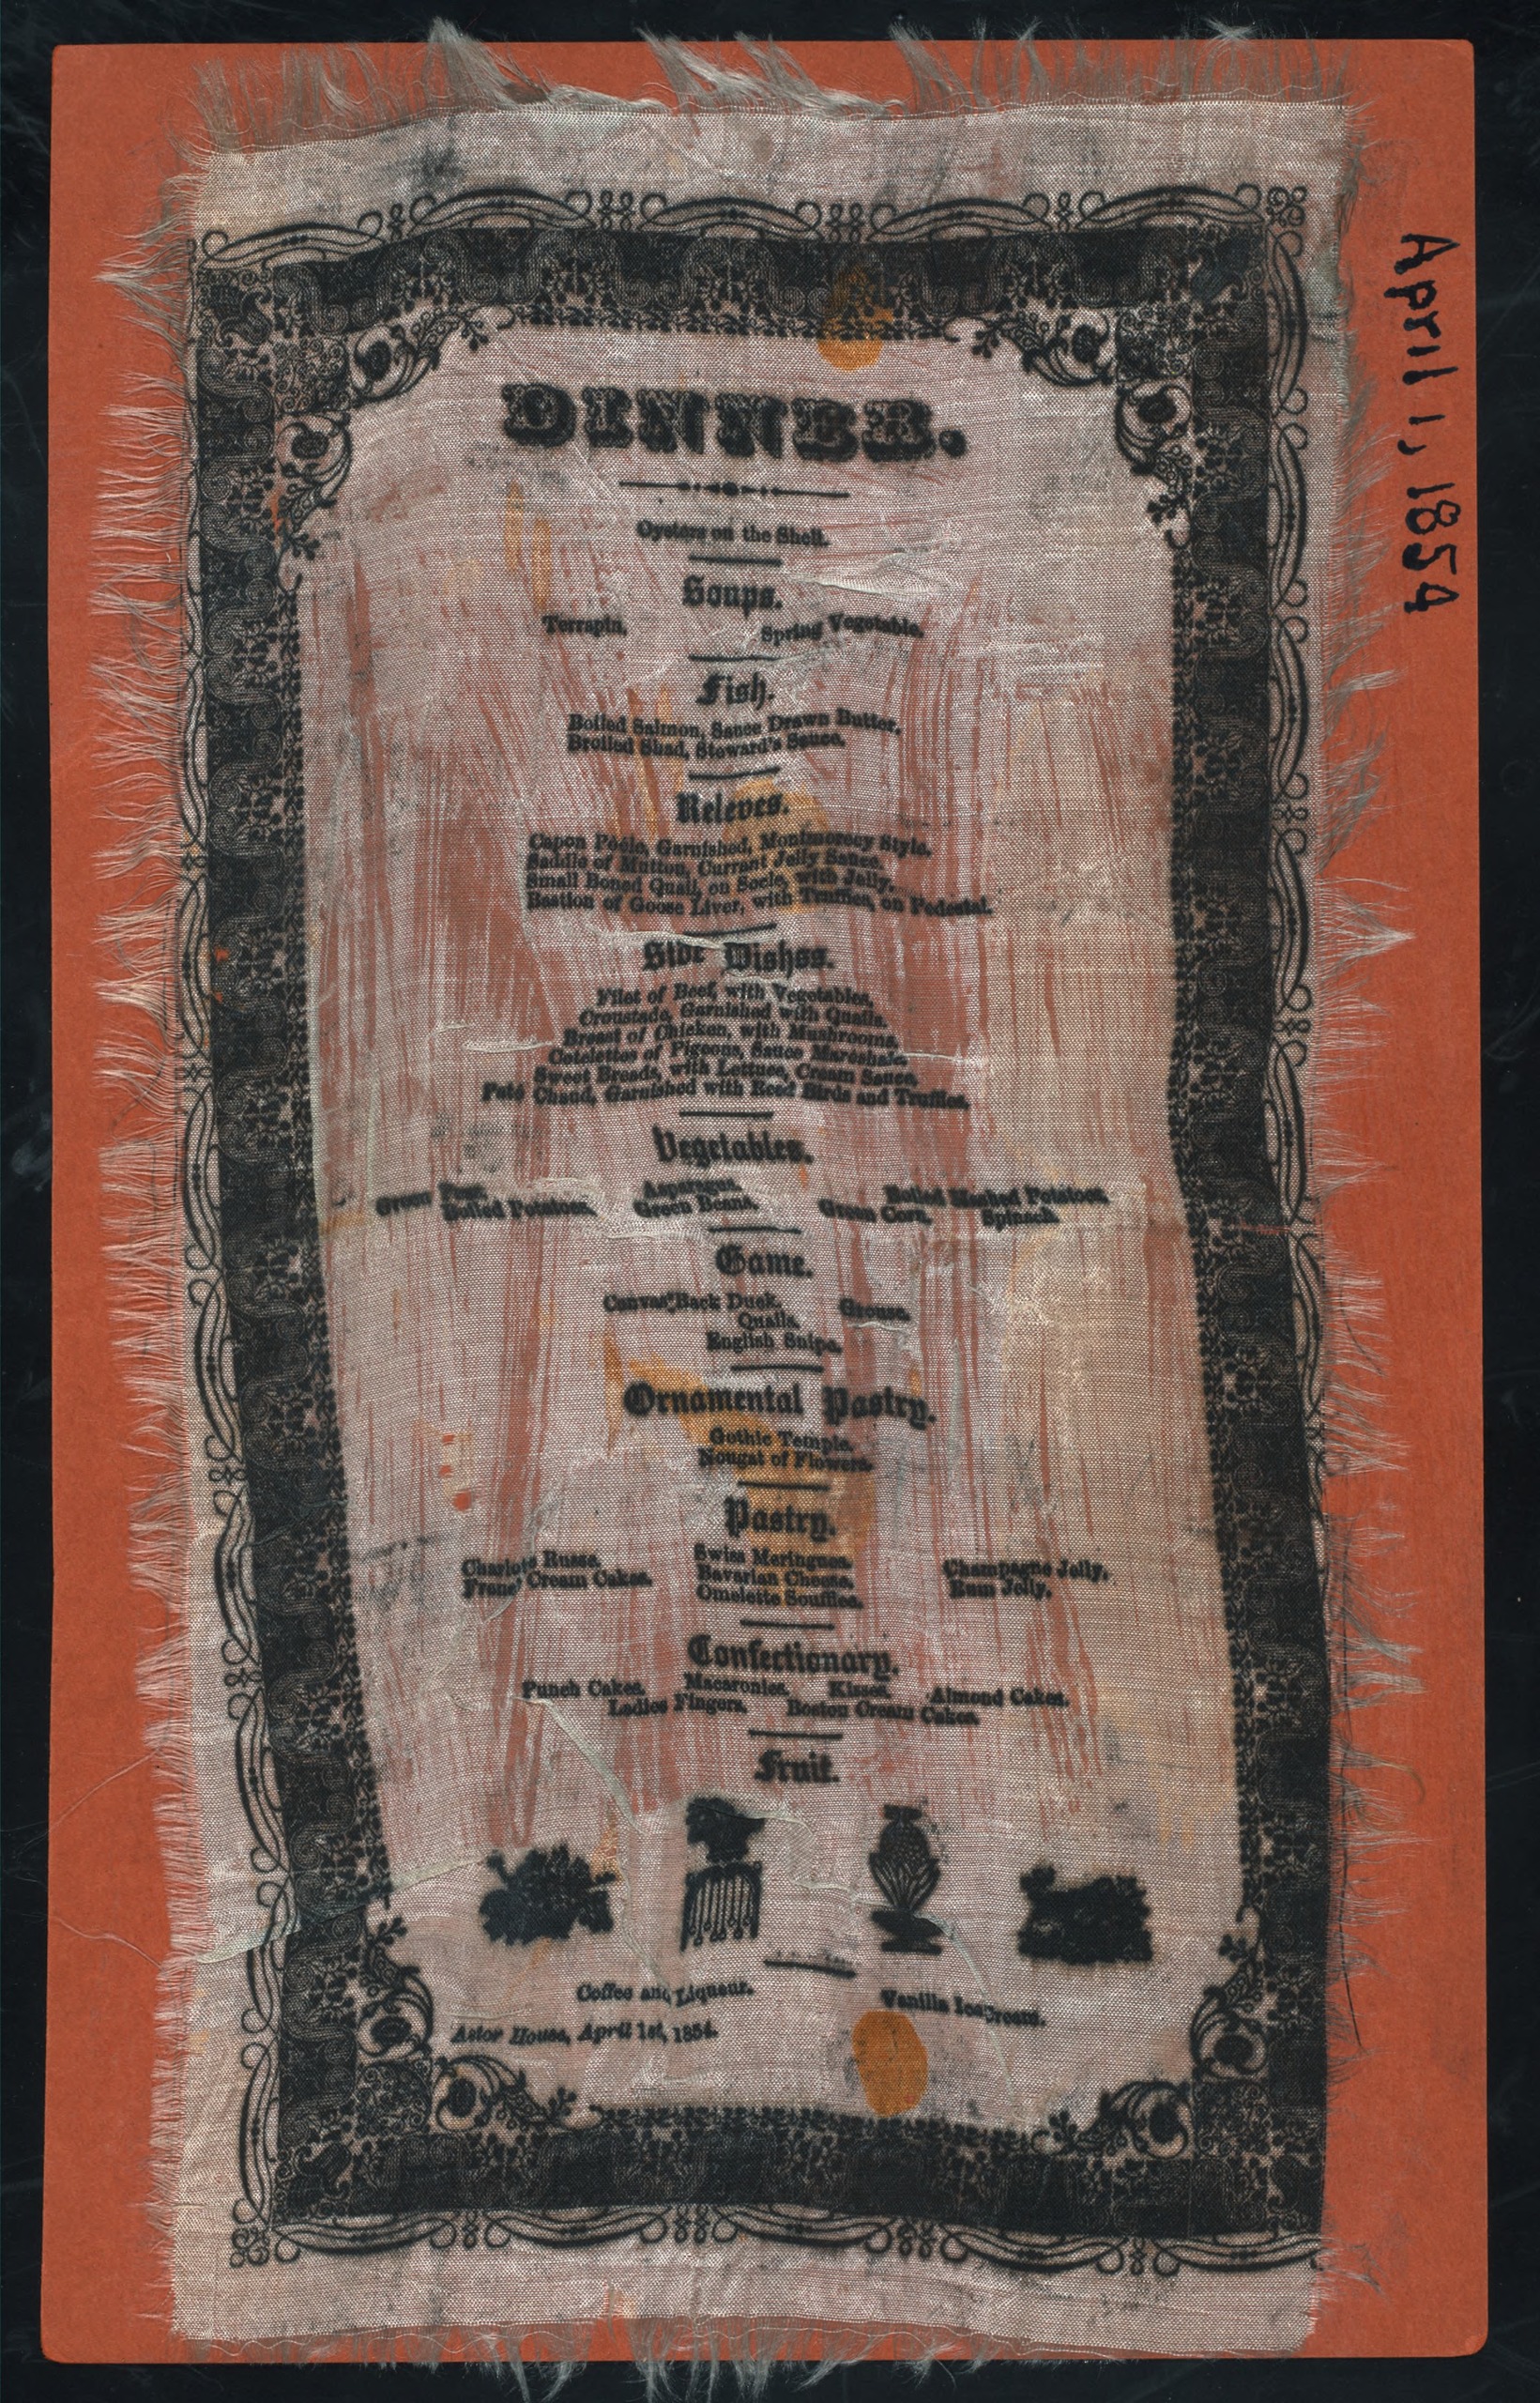 DINNER.
Oysters on the Shell.
Soups.
Terrapin. Spring Vegetable.
Fish.
Boiled Salmon, Sauce Drawn Butter.
Broiled Shad, Steward's Sauce.
Releves.
Capon Poële, Garnished, Montmorency Style.
Saddle of Mutton, Currant Jelly Sauce.
Small Boned Quail, on Socle, with Jelly.
Bastion of Goose Liver, with Truffles, on Pedestal.
Side Dishes.
Filet of Beef, with Vegetables,
Croustade, Garnished with Quails.
Breast of Chicken, with Mushrooms,
Cotelettes of Pigeons, Sauce Maréshale.
Sweet Breads, with Lettuce, Cream Sauce,
Paté Chaud, Garnished with Reed Birds and Truffles.
Vegetables.
Green Peas. Asparagus. Boiled Mashed Potatoes.
Boiled Potatoes. Green Beans. Green Corn. Spinach.
Game.
Canvas Back Duck. Grouse.
Quails.
English Snipe.
Ornamental Pastry.
Gothic Temple.
Nougat of Flowers.
Pastry.
Charlote Russe. Swiss Meringues. Champagne Jelly.
Cream Cakes. Bavarian Cheese. Rum Jelly.
Omelette Souffles.
Confectionary.
Punch Cakes. Macaronies. Kisses. Almond Cakes.
Ladies Fingers. Boston Cream Cakes.
Fruit.
Coffee and Liqueur. Vanilla Ice Cream.
Astor House, April 1st, 1854.
April 1, 1854